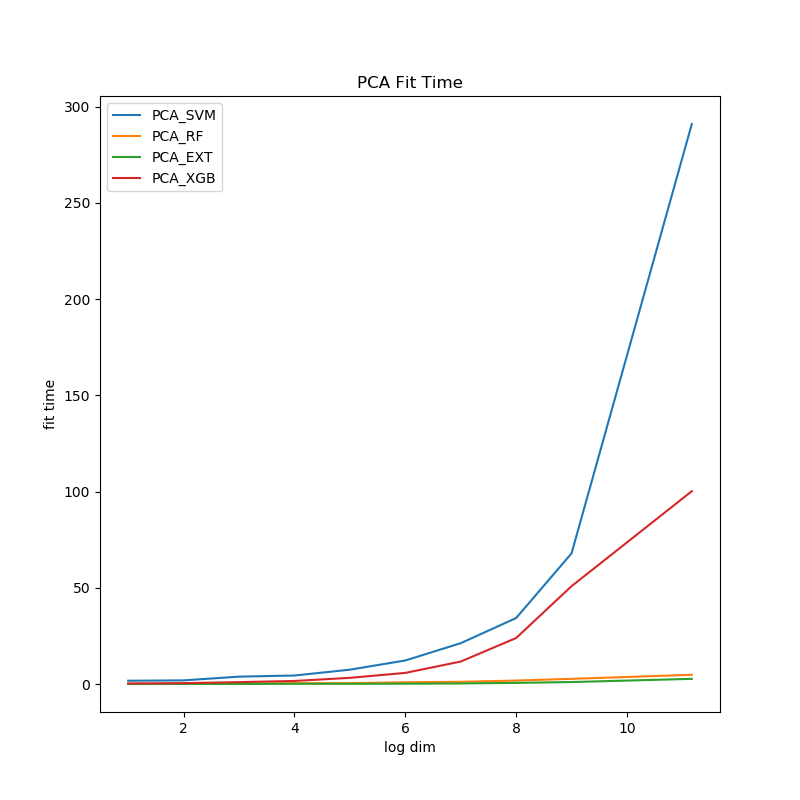 PCA Fit Time
PCA_SVM
PCA_RF
PCA_EXT
PCA_XGB
300
250
200
150
100
50
0
fit time
2 4 6 8 10
log dim